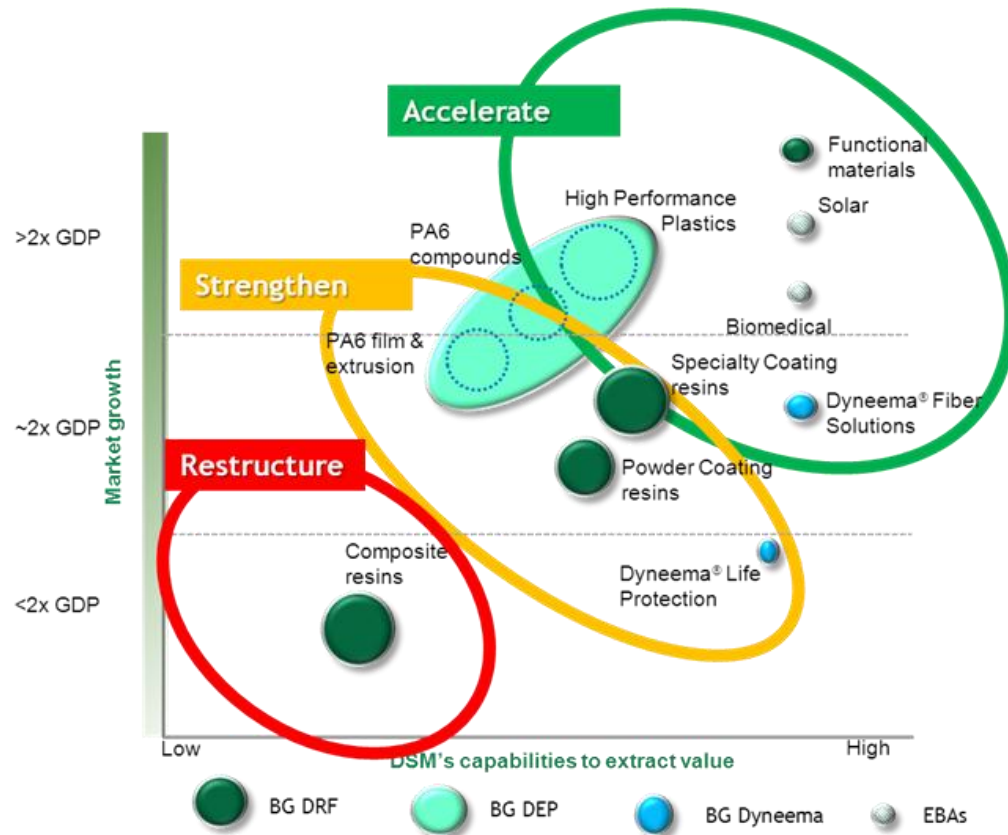 Accelerate
Functional
materials
High Performance
Plastics
Solar
PA6
compounds
>2x GDP
Strengthen
Biomedical
PA6 film &
extrusion
Specialty Coating
resins
Dyneema® Fiber
Solutions
~2x GDP
Market growth
Restructure
Powder Coating
resins
Composite
resins
Dyneema® Life
Protection
<2x GDP
Low
High
DSM's capabilities to extract value
BG DRF
BG DEP
BG Dyneema
EBAs